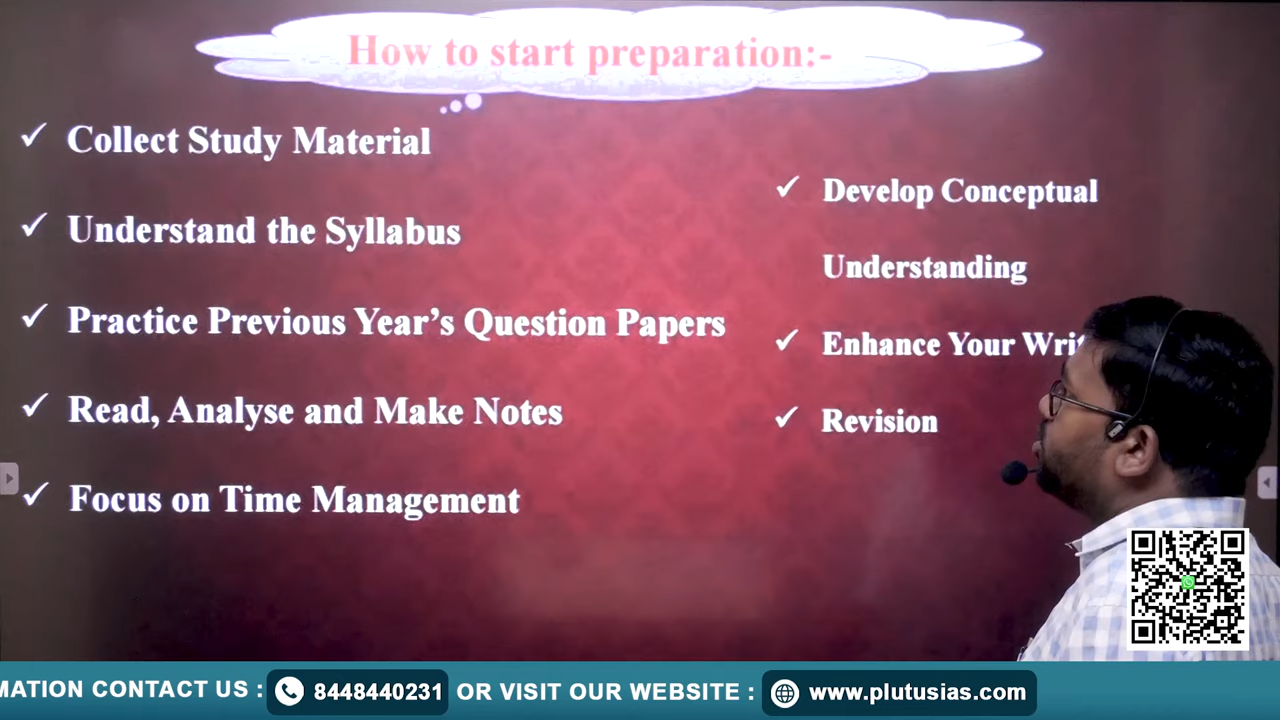 How to start preparation:-
✓ Collect Study Material
✓ Understand the Syllabus
✓ Practice Previous Year’s Question Papers
✓ Read, Analyse and Make Notes
✓ Focus on Time Management
✓ Develop Conceptual
Understanding
✓ Enhance Your
✓ Revision
CONTACT US : 8448440231 OR VISIT OUR WEBSITE : www.plutusias.com